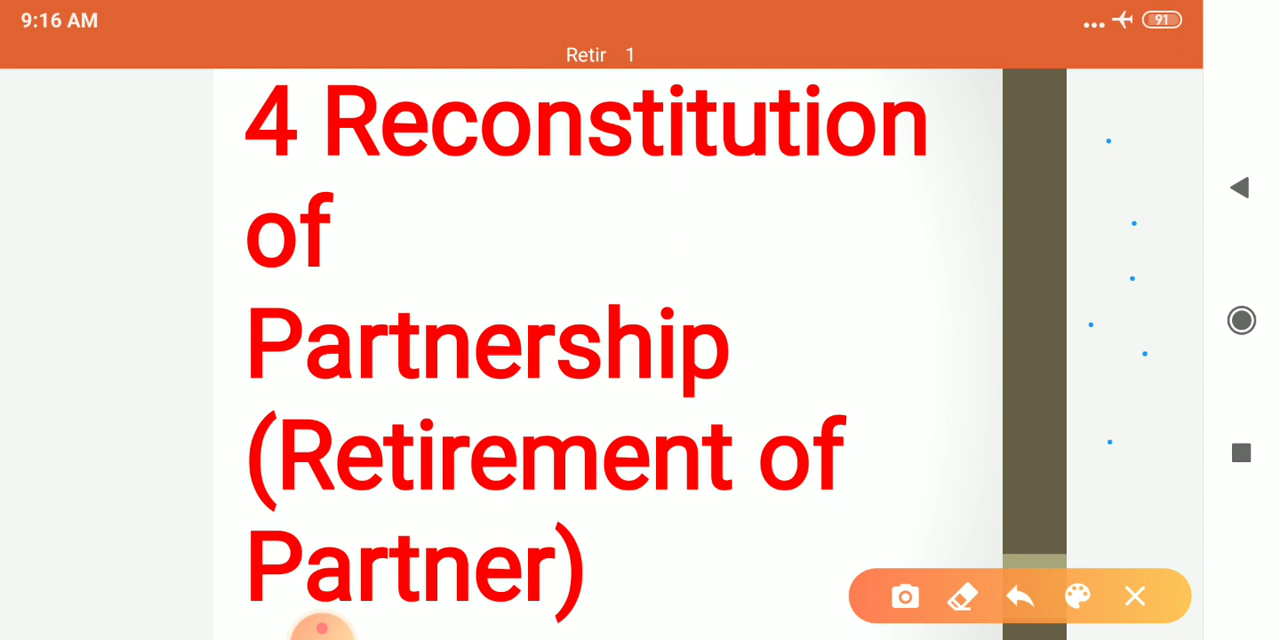 9:16 AM
91
Retir 1
4 Reconstitution
of
Partnership
(Retirement of
Partner)